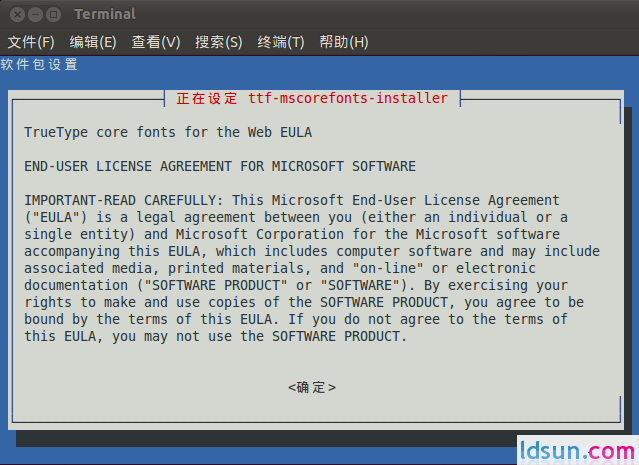 Terminal
文件(F) 编辑(E) 查看(V) 搜索(S) 终端(T) 帮助(H)
软件包设置
正在设定 ttf-mscorefonts-installer
TrueType core fonts for the Web EULA
END-USER LICENSE AGREEMENT FOR MICROSOFT SOFTWARE
IMPORTANT-READ CAREFULLY: This Microsoft End-User License Agreement
("EULA") is a legal agreement between you (either an individual or a
single entity) and Microsoft Corporation for the Microsoft software
accompanying this EULA, which includes computer software and may include
associated media, printed materials, and "on-line" or electronic
documentation ("SOFTWARE PRODUCT" or "SOFTWARE"). By exercising your
rights to make and use copies of the SOFTWARE PRODUCT, you agree to be
bound by the terms of this EULA. If you do not agree to the terms of
this EULA, you may not use the SOFTWARE PRODUCT.
<确定>
ldsun.com